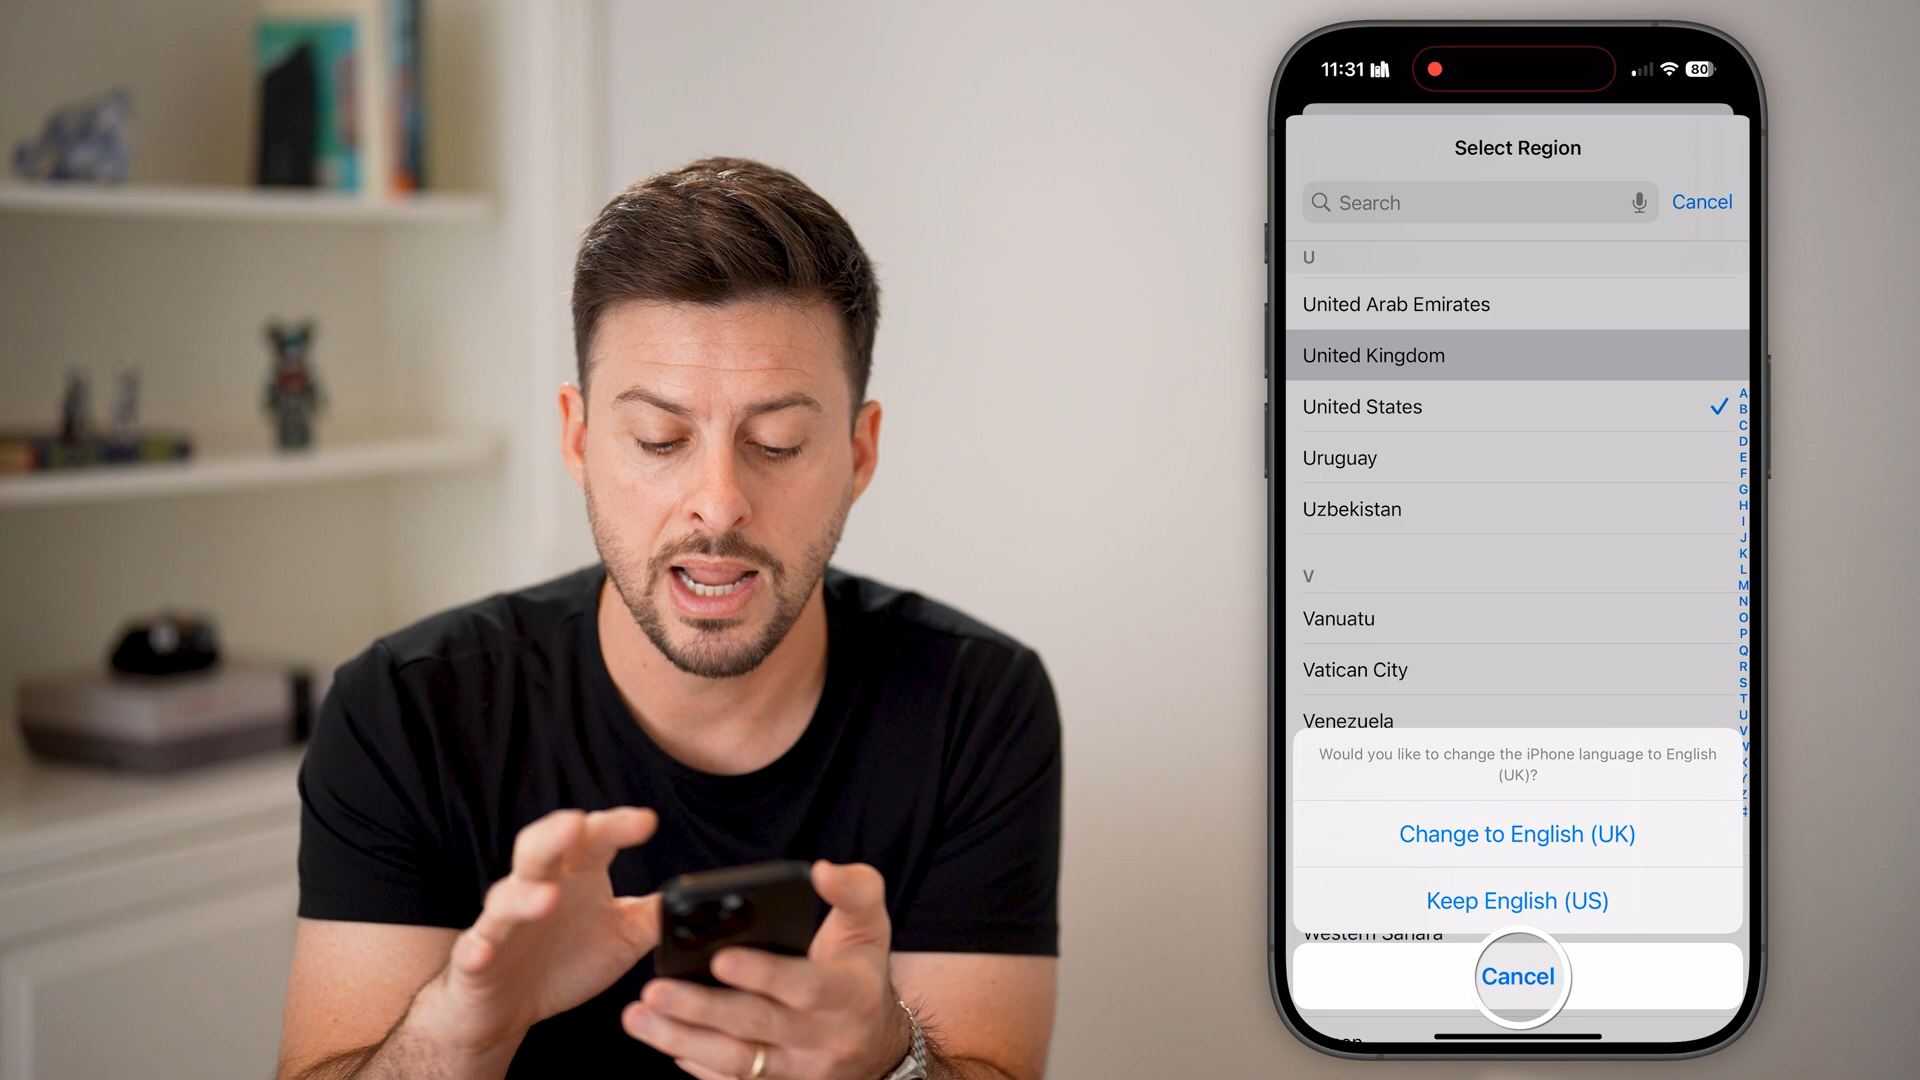 11:31
80
Select Region
Search
Cancel
U
United Arab Emirates
United Kingdom
United States
A
B
C
D
E
F
G
H
I
J
K
L
M
N
O
P
Q
R
S
T
U
V
W
X
Y
Z
Uruguay
Uzbekistan
V
Vanuatu
Vatican City
Venezuela
Would you like to change the iPhone language to English
(UK)?
Change to English (UK)
Keep English (US)
Western Sahara
Cancel